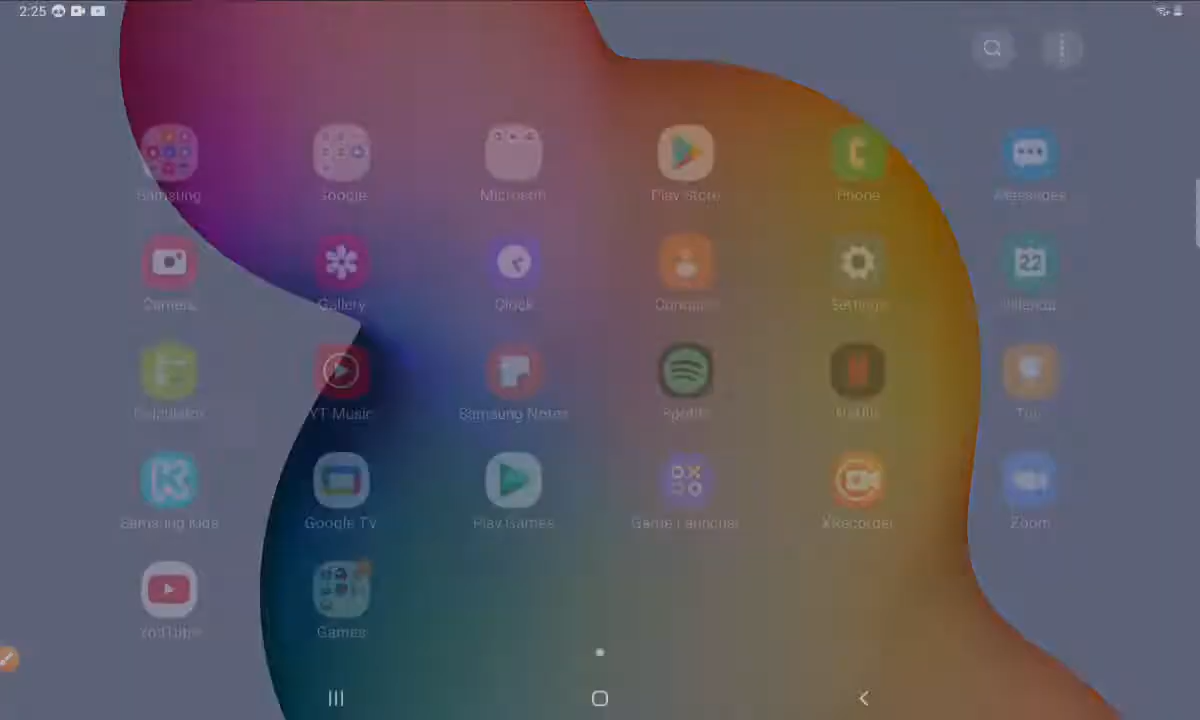 2:25
Samsung Google Microsoft Play Store Phone Messages
Camera Gallery Clock Contacts Settings Calendar
22
Calculator YT Music Samsung Notes Spotify Netflix
Samsung Kids Google TV Play Games Game Launcher XRecorder Zoom
YouTube Games